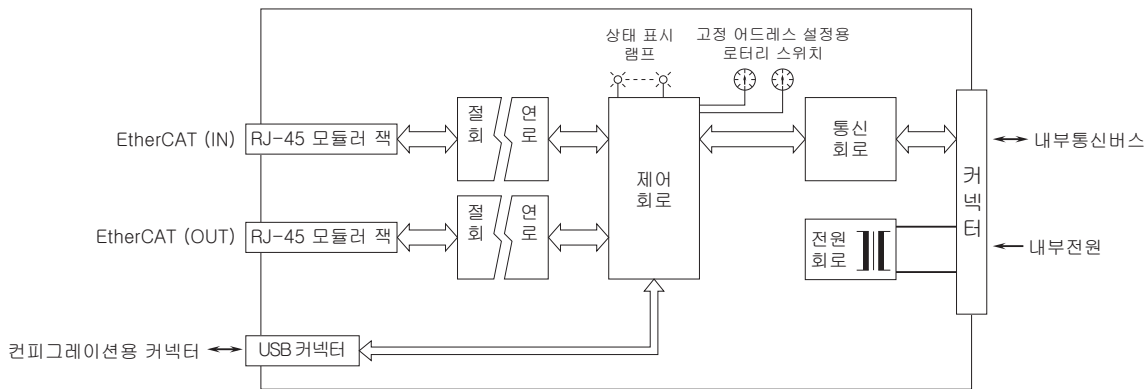 상태 표시
램프
고정 어드레스 설정용
로터리 스위치
EtherCAT (IN)
RJ-45 모듈러 잭
절 연
회 로
제어
회로
통신
회로
커넥터
내부통신버스
EtherCAT (OUT)
RJ-45 모듈러 잭
절 연
회 로
전원
회로
내부전원
컨피그레이션용 커넥터
USB 커넥터